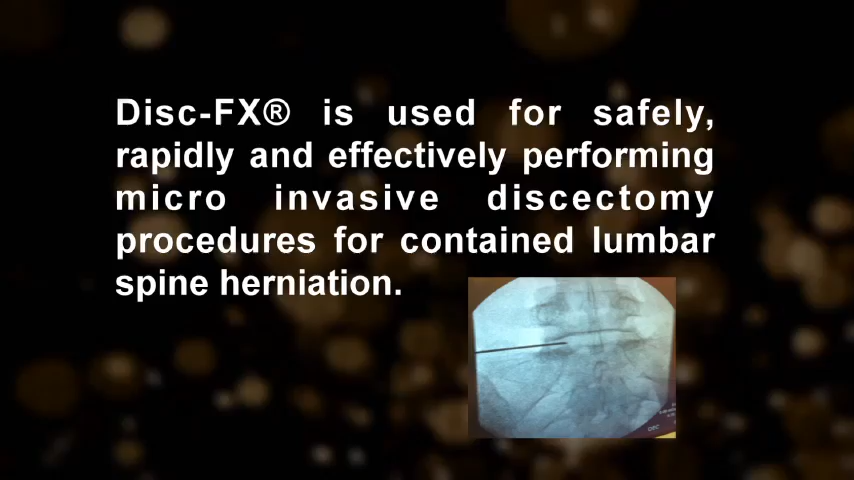 Disc-FX® is used for safely,
rapidly and effectively performing
micro invasive discectomy
procedures for contained lumbar
spine herniation.